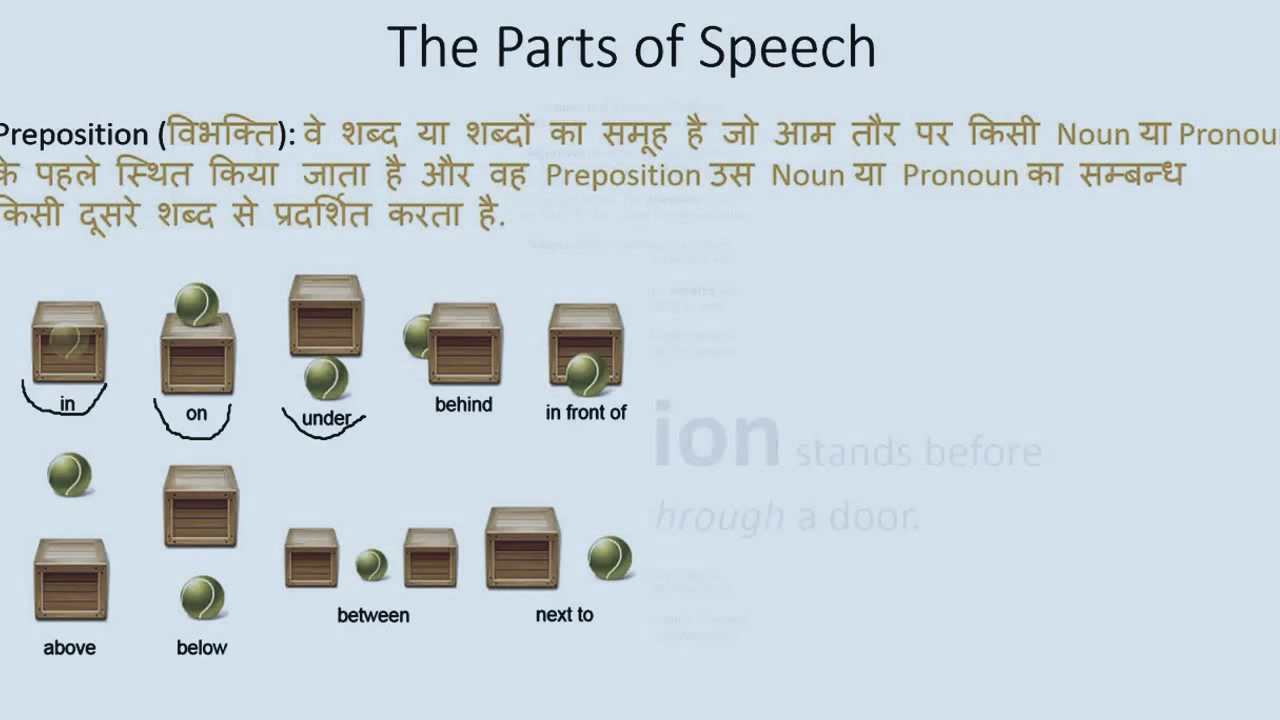 The Parts of Speech
Preposition (विभक्ति): वे शब्द या शब्दों का समूह है जो आम तौर पर किसी Noun या Pronou
के पहले स्थित किया जाता है और वह Preposition उस Noun या Pronoun का सम्बन्ध
किसी दूसरे शब्द से प्रदर्शित करता है.
in
on
under
behind
in front of
ion stands before
hrough a door.
above
below
between
next to